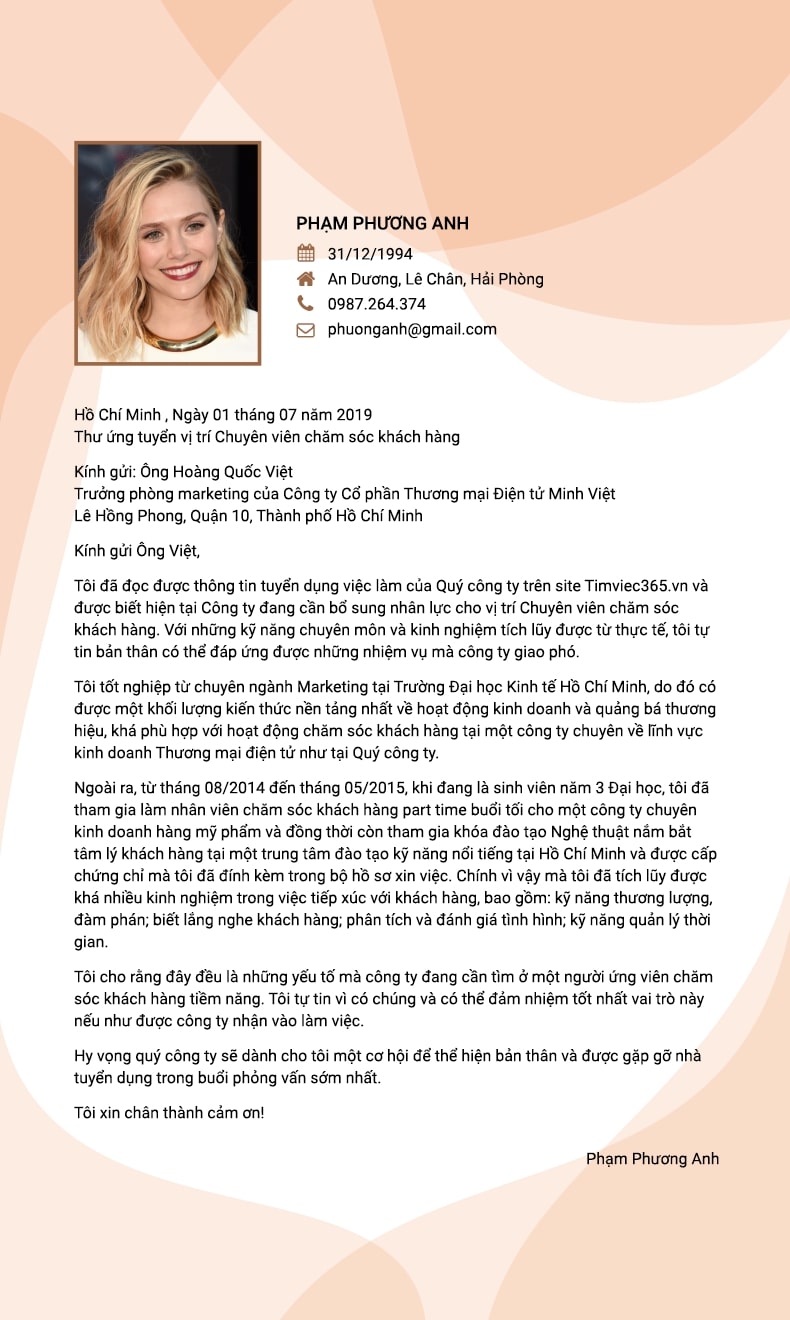 PHẠM PHƯƠNG ANH
31/12/1994
An Dương, Lê Chân, Hải Phòng
0987.264.374
phuonganh@gmail.com
Hồ Chí Minh , Ngày 01 tháng 07 năm 2019
Thư ứng tuyển vị trí Chuyên viên chăm sóc khách hàng
Kính gửi: Ông Hoàng Quốc Việt
Trưởng phòng marketing của Công ty Cổ phần Thương mại Điện tử Minh Việt
Lê Hồng Phong, Quận 10, Thành phố Hồ Chí Minh
Kính gửi Ông Việt,
Tôi đã đọc được thông tin tuyển dụng việc làm của Quý công ty trên site Timviec365.vn và
được biết hiện tại Công ty đang cần bổ sung nhân lực cho vị trí Chuyên viên chăm sóc
khách hàng. Với những kỹ năng chuyên môn và kinh nghiệm tích lũy được từ thực tế, tôi tự
tin bản thân có thể đáp ứng được những nhiệm vụ mà công ty giao phó.
Tôi tốt nghiệp từ chuyên ngành Marketing tại Trường Đại học Kinh tế Hồ Chí Minh, do đó có
được một khối lượng kiến thức nền tảng nhất về hoạt động kinh doanh và quảng bá thương
hiệu, khá phù hợp với hoạt động chăm sóc khách hàng tại một công ty chuyên về lĩnh vực
kinh doanh Thương mại điện tử như tại Quý công ty.
Ngoài ra, từ tháng 08/2014 đến tháng 05/2015, khi đang là sinh viên năm 3 Đại học, tôi đã
tham gia làm nhân viên chăm sóc khách hàng part time buổi tối cho một công ty chuyên
kinh doanh hàng mỹ phẩm và đồng thời còn tham gia khóa đào tạo Nghệ thuật nắm bắt
tâm lý khách hàng tại một trung tâm đào tạo kỹ năng nổi tiếng tại Hồ Chí Minh và được cấp
chứng chỉ mà tôi đã đính kèm trong bộ hồ sơ xin việc. Chính vì vậy mà tôi đã tích lũy được
khá nhiều kinh nghiệm trong việc tiếp xúc với khách hàng, bao gồm: kỹ năng thương lượng,
đàm phán; biết lắng nghe khách hàng; phân tích và đánh giá tình hình; kỹ năng quản lý thời
gian.
Tôi cho rằng đây đều là những yếu tố mà công ty đang cần tìm ở một người ứng viên chăm
sóc khách hàng tiềm năng. Tôi tự tin vì có chúng và có thể đảm nhiệm tốt nhất vai trò này
nếu như được công ty nhận vào làm việc.
Hy vọng quý công ty sẽ dành cho tôi một cơ hội để thể hiện bản thân và được gặp gỡ nhà
tuyển dụng trong buổi phỏng vấn sớm nhất.
Tôi xin chân thành cảm ơn!
Phạm Phương Anh